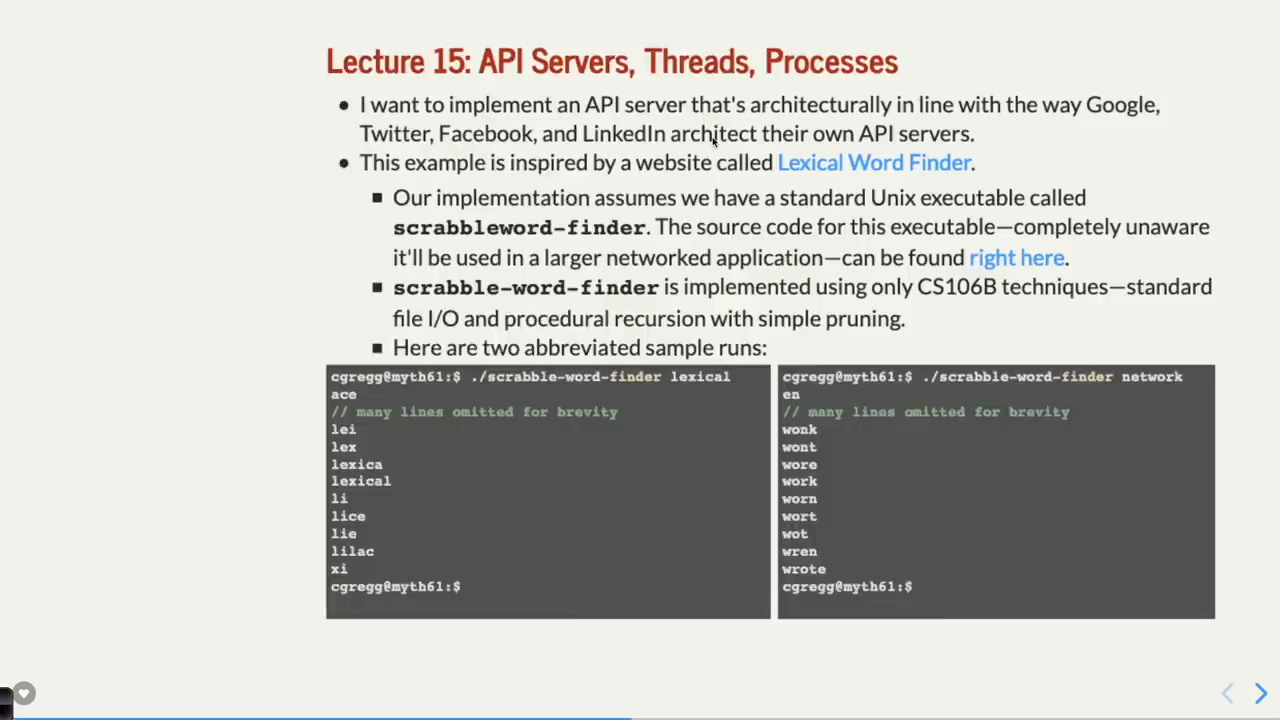 Lecture 15: API Servers, Threads, Processes
I want to implement an API server that's architecturally in line with the way Google,
Twitter, Facebook, and LinkedIn architect their own API servers.
This example is inspired by a website called Lexical Word Finder.
Our implementation assumes we have a standard Unix executable called
scrabbleword-finder. The source code for this executable—completely unaware
it'll be used in a larger networked application—can be found right here.
scrabble-word-finder is implemented using only CS106B techniques—standard
file I/O and procedural recursion with simple pruning.
Here are two abbreviated sample runs:
cgregg@myth61:$ ./scrabble-word-finder lexical
ace
// many lines omitted for brevity
lei
lex
lexica
lexical
li
lice
lie
lilac
xi
cgregg@myth61:$
cgregg@myth61:$ ./scrabble-word-finder network
en
// many lines omitted for brevity
wonk
wont
wore
work
worn
wort
wot
wren
wrote
cgregg@myth61:$